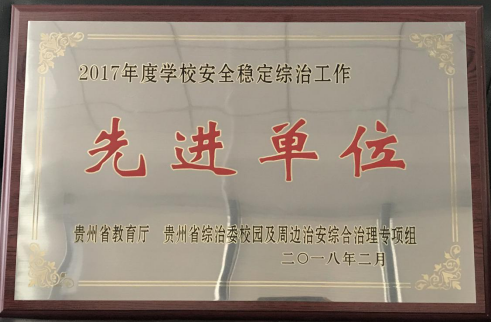 2017年度学校安全稳定综治工作
先进单位
贵州省教育厅 贵州省综治委校园及周边治安综合治理专项组
二〇一八年二月